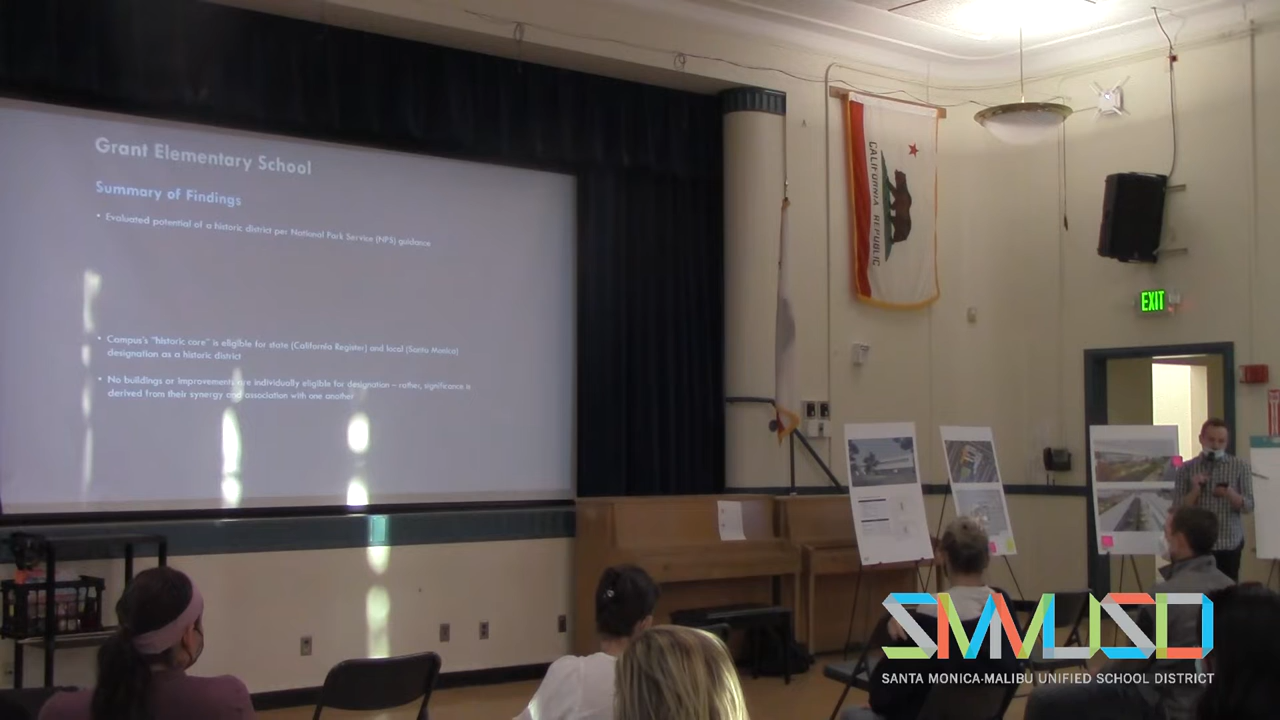 Grant Elementary School
Summary of Findings
• Evaluated potential of a historic district per National Park Service (NPS) guidance
• Campus's "historic core" is eligible for state (California Register) and local (Santa Monica)
designation as a historic district
• No buildings or improvements are individually eligible for designation – rather, significance is
derived from their synergy and association with one another
CALIFORNIA REPUBLIC
EXIT
SMMUSD
SANTA MONICA-MALIBU UNIFIED SCHOOL DISTRICT